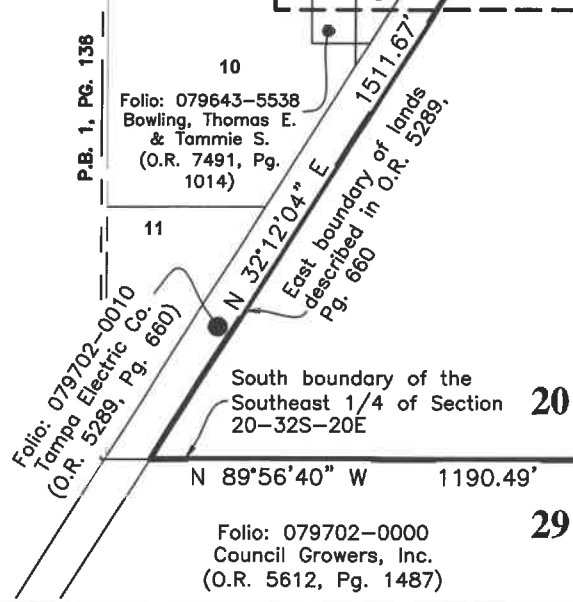 P.B. 1, PG. 138
10
Folio: 079643-5538
Bowling, Thomas E.
& Tammie S.
(O.R. 7491, Pg.
1014)
11
N 32°12'04" E 1511.67'
East boundary of lands
described in O.R. 5289,
Pg. 660
Folio: 079702-0010
Tampa Electric Co.
(O.R. 5289, Pg. 660)
South boundary of the
Southeast 1/4 of Section
20-32S-20E
20
N 89°56'40" W 1190.49'
29
Folio: 079702-0000
Council Growers, Inc.
(O.R. 5612, Pg. 1487)